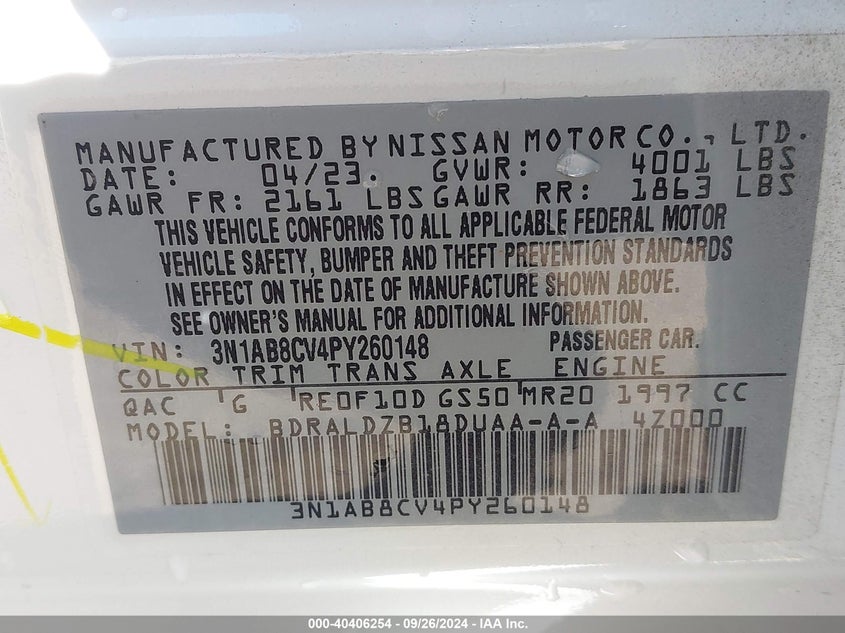 MANUFACTURED BY NISSAN MOTOR CO., LTD.
DATE: 04/23 GVWR: 4001 LBS
GAWR FR: 2161 LBS GAWR RR: 1863 LBS
THIS VEHICLE CONFORMS TO ALL APPLICABLE FEDERAL MOTOR
VEHICLE SAFETY, BUMPER AND THEFT PREVENTION STANDARDS
IN EFFECT ON THE DATE OF MANUFACTURE SHOWN ABOVE.
SEE OWNER'S MANUAL FOR ADDITIONAL INFORMATION.
VIN: 3N1AB8CV4PY260148 PASSENGER CAR.
COLOR TRIM TRANS AXLE ENGINE
QAC G RE0F10D GS50 MR20 1997 CC
MODEL: BDRALDZB18DUAA-A-A 4Z000
3N1AB8CV4PY260148
000-40406254 - 09/26/2024 - IAA Inc.